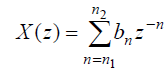 X(z) = \sum_{n=n_1}^{n_2} b_n z^{-n}